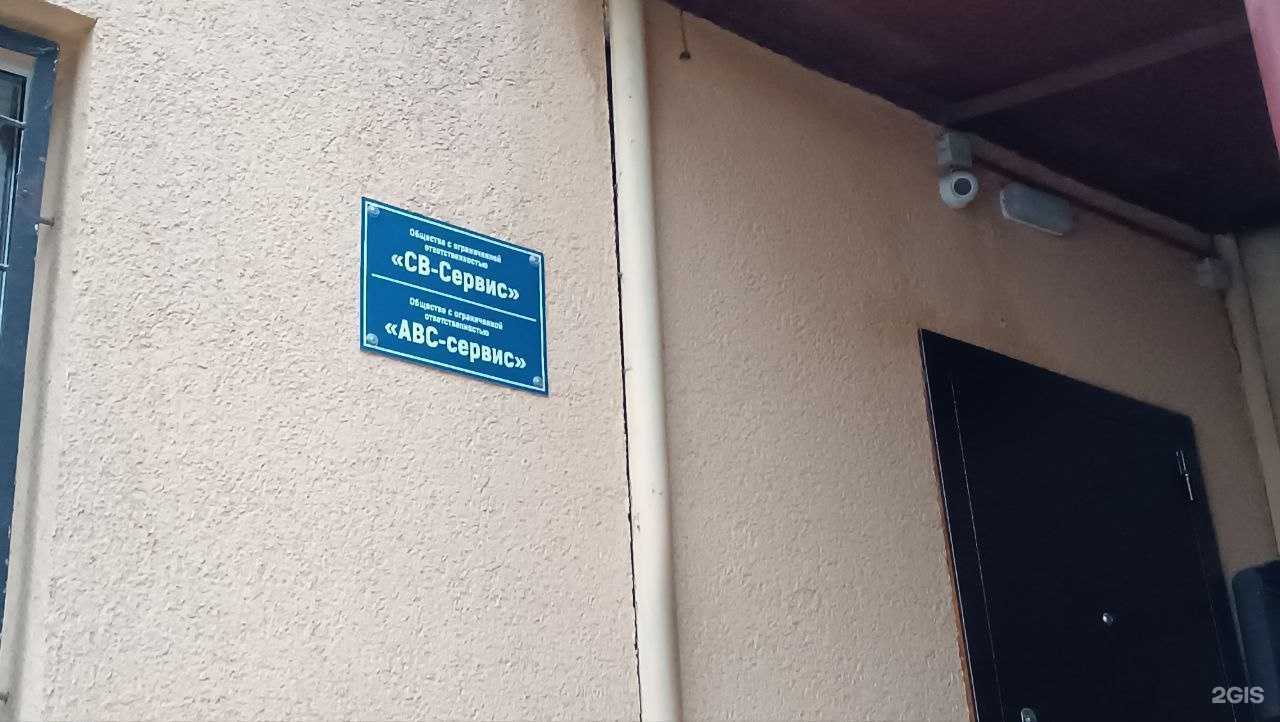 Общество с ограниченной
ответственностью
«СВ-Сервис»
Общество с ограниченной
ответственностью
«АВС-сервис»
2GIS